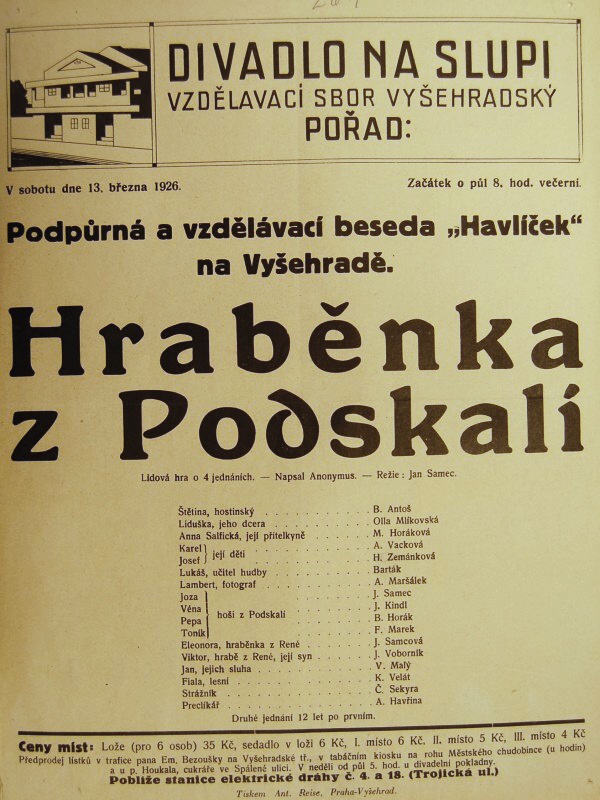 DIVADLO NA SLUPI
VZDĚLAVACÍ SBOR VYŠEHRADSKÝ
POŘAD:
V sobotu dne 13. března 1926.
Začátek o půl 8. hod. večerní.
Podpůrná a vzdělávací beseda „Havlíček“
na Vyšehradě.
Hraběnka
z Podskalí
Lidová hra o 4 jednáních. — Napsal Anonymus. — Režie: Jan Samec.
Štětina, hostinský . . . . . . . . . . . B. Antoš
Liduška, jeho dcera . . . . . . . . . . Olla Mlíkovská
Anna Salfická, její přítelkyně . . . . . . M. Horáková
Karel } její děti . . . . . . . . . . A. Vacková
Josef } . . . . . . . . . . H. Zemánková
Lukáš, učitel hudby . . . . . . . . . . Barták
Lambert, fotograf . . . . . . . . . . A. Maršálek
Joza } . . . . . . . . . . J. Samec
Věna } hoši z Podskalí . . . . . . . J. Kindl
Pepa } . . . . . . . B. Horák
Toník } . . . . . . . . . . F. Marek
Eleonora, hraběnka z René . . . . . . . J. Samcová
Viktor, hrabě z René, její syn . . . . . . J. Voborník
Jan, jejich sluha . . . . . . . . . . . V. Malý
Fiala, lesní . . . . . . . . . . . . . K. Velát
Strážník . . . . . . . . . . . . . . Č. Sekyra
Preclíkář . . . . . . . . . . . . . . A. Havřina
Druhé jednání 12 let po prvním.
Ceny míst: Lože (pro 6 osob) 35 Kč, sedadlo v loži 6 Kč, I. místo 6 Kč, II. místo 5 Kč, III. místo 4 Kč
Předprodej lístků v trafice pana Em. Bezoušky na Vyšehradské tř., v tabáčním kiosku na rohu Městského chudobince (u hodin)
a u p. Houkala, cukráře ve Spálené ulici. V neděli od půl 5. hod. u divadelní pokladny.
Poblíže stanice elektrické dráhy č. 4 a 18. (Trojická ul.)
Tiskem Ant. Reise, Praha-Vyšehrad.